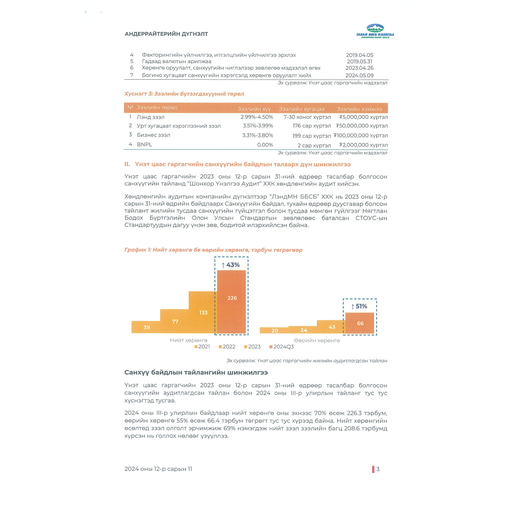 АНДЕРРАЙТЕРИЙН ДҮГНЭЛТ
4 Факторингийн үйлчилгээ, итгэлцлийн үйлчилгээ эрхлэх 2019.04.05
5 Гадаад валютын арилжаа 2019.05.31
6 Хөрөнгө оруулалт, санхүүгийн чиглэлээр зөвлөгөө мэдээлэл өгөх 2023.04.26
7 Богино хугацаат санхүүгийн хэрэгсэлд хөрөнгө оруулалт хийх 2024.05.09
Эх сурвалж: Үнэт цаас гаргагчийн мэдээлэл
Хүснэгт 3: Зээлийн бүтээгдэхүүний төрөл
№ Зээлийн төрөл Зээлийн хүү Зээлийн хугацаа Зээлийн хэмжээ
1 Лэнд зээл 2.99%-4.50% 7-30 хоног хүртэл ₮5,000,000 хүртэл
2 Урт хугацаат хэрэглээний зээл 3.51%-3.99% 176 сар хүртэл ₮50,000,000 хүртэл
3 Бизнес зээл 3.31%-3.80% 199 сар хүртэл ₮100,000,000 хүртэл
4 BNPL 0.00% 2 сар хүртэл ₮2,000,000 хүртэл
Эх сурвалж: Үнэт цаас гаргагчийн мэдээлэл
II. Үнэт цаас гаргагчийн санхүүгийн байдлын талаарх дүн шинжилгээ
Үнэт цаас гаргагчийн 2023 оны 12-р сарын 31-ний өдрөөр тасалбар болгосон
санхүүгийн тайланд "Шонхор Үнэлгээ Аудит" ХХК хөндлөнгийн аудит хийсэн.
Хөндлөнгийн аудитын компанийн дүгнэлтээр "ЛэндМН ББСБ" ХХК нь 2023 оны 12-р
сарын 31-ний өдрийн байдлаарх Санхүүгийн байдал, тухайн өдрөөр дуусгавар болсон
тайлант жилийн тусдаа санхүүгийн гүйцэтгэл болон тусдаа мөнгөн гүйлгээг Нягтлан
Бодох Бүртгэлийн Олон Улсын Стандартын зөвлөлөөс баталсан СТОУС-ын
Стандартуудын дагуу үнэн зөв, бодитой илэрхийлсэн байна.
График 1: Нийт хөрөнгө ба өөрийн хөрөнгө, тэрбум төгрөгөөр
↑ 43%
↑ 51%
39 77 133 226
20 24 43 66
Нийт хөрөнгө Өөрийн хөрөнгө
2021 2022 2023 2024Q3
Эх сурвалж: Үнэт цаас гаргагчийн жилийн аудитлагдсан тайлан
Санхүү байдлын тайлангийн шинжилгээ
Үнэт цаас гаргагчийн 2023 оны 12-р сарын 31-ний өдрөөр тасалбар болгосон
санхүүгийн аудитлагдсан тайлан болон 2024 оны III-р улирлын тайланг тус тус
хүснэгтэд тусгав.
2024 оны III-р улирлын байдлаар нийт хөрөнгө оны эхнээс 70% өсөж 226.3 тэрбум,
өөрийн хөрөнгө 55% өсөж 66.4 тэрбум төгрөгт тус тус хүрээд байна. Нийт хөрөнгийн
өсөлтөд зээл олголт эрчимжиж 69% нэмэгдэж нийт зээл зээлийн багц 208.6 тэрбумд
хүрсэн нь голлох нөлөөг үзүүллээ.
2024 оны 12-р сарын 11
3